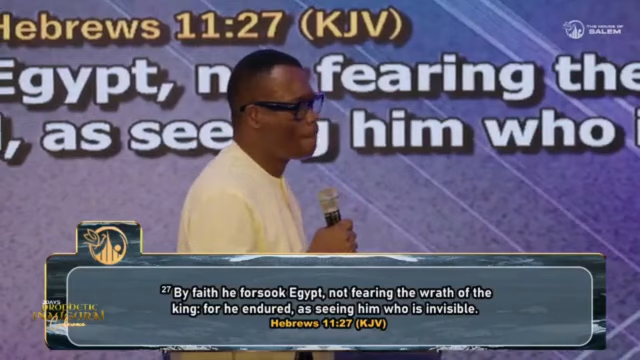 Hebrews 11:27 (KJV)
THE HOUSE OF
SALEM
Egypt, n fearing the
, as see g him who i
27 By faith he forsook Egypt, not fearing the wrath of the
king: for he endured, as seeing him who is invisible.
Hebrews 11:27 (KJV)
PROPHETIC